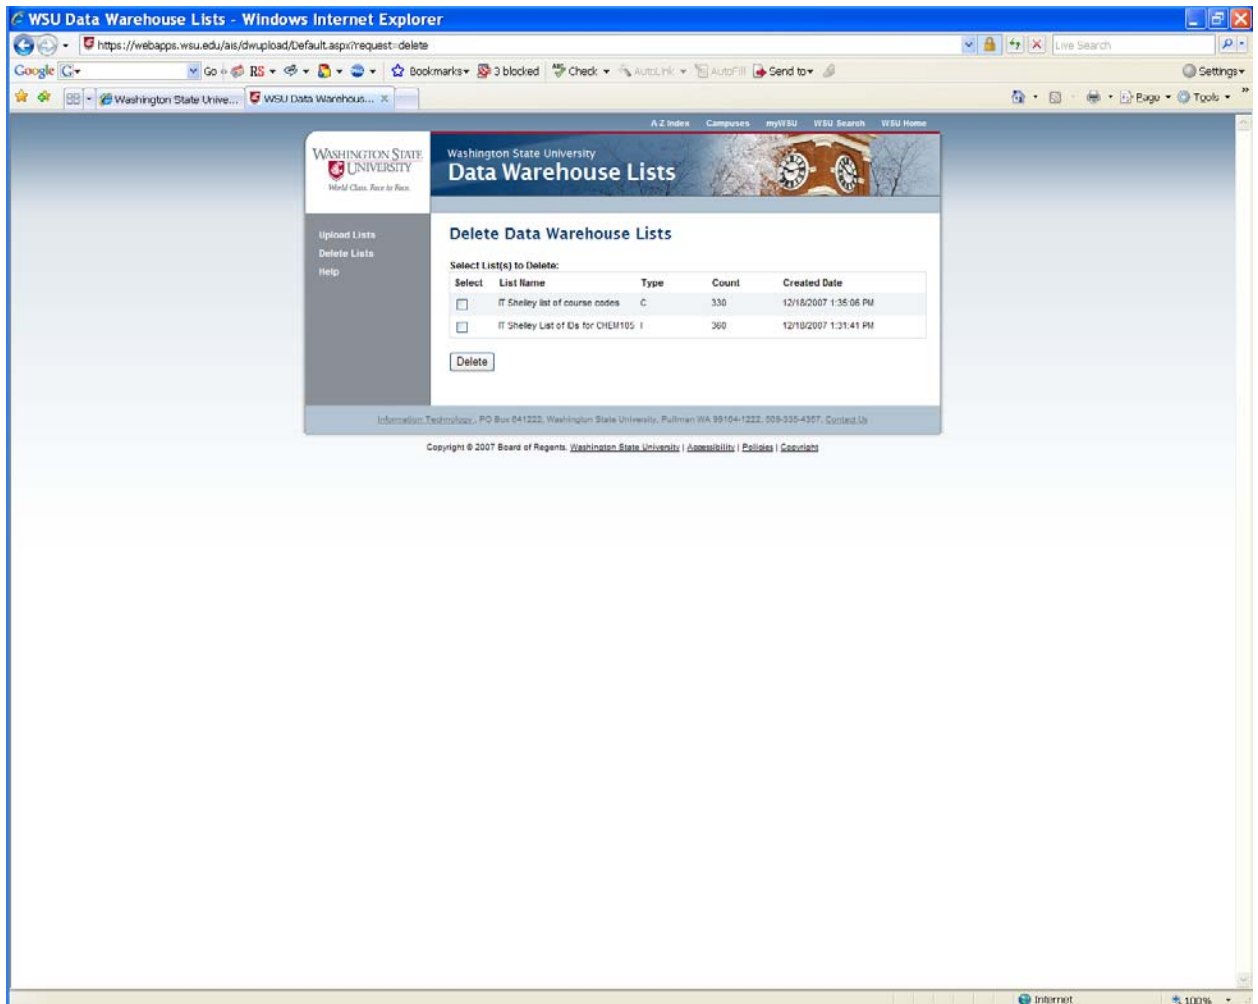 WSU Data Warehouse Lists - Windows Internet Explorer
https://webapps.wsu.edu/ais/dwupload/Default.aspx?request=delete
Live Search
Google
Go
RS
Bookmarks
3 blocked
Check
AutoLink
AutoFill
Send to
Settings
Washington State Unive...
WSU Data Warehous...
Page
Tools
A-Z Index Campuses myWSU WSU Search WSU Home
WASHINGTON STATE
UNIVERSITY
World Class. Face to Face.
Washington State University
Data Warehouse Lists
Upload Lists
Delete Lists
Help
Delete Data Warehouse Lists
Select List(s) to Delete:
Select List Name Type Count Created Date
IT Shelley list of course codes C 330 12/18/2007 1:35:06 PM
IT Shelley List of IDs for CHEM105 I 360 12/18/2007 1:31:41 PM
Delete
Information Technology, PO Box 641222, Washington State University, Pullman WA 99164-1222, 509-335-4357, Contact Us
Copyright © 2007 Board of Regents, Washington State University | Accessibility | Policies | Copyright
Internet
100%